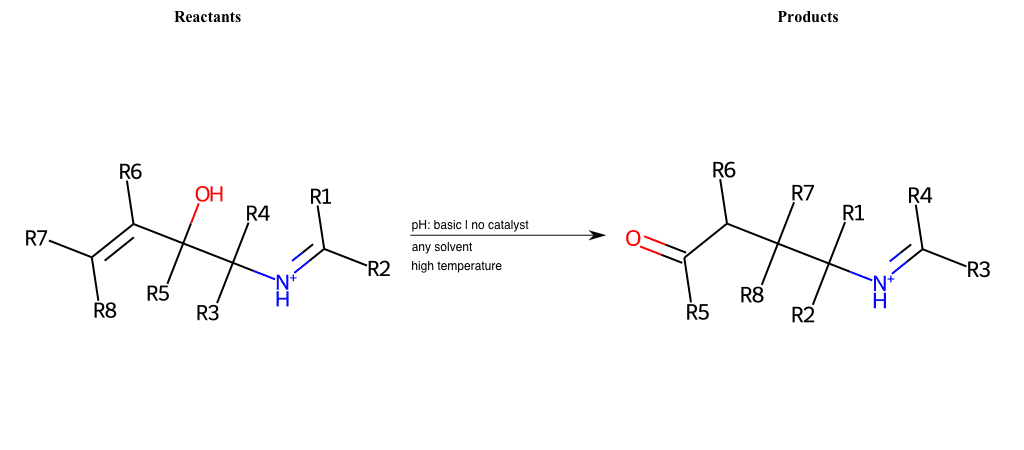 Reactants
Products
R6
OH
R7
R4
R1
R8
R5
R3
N+
H
R2
pH: basic | no catalyst
any solvent
high temperature
R6
R7
R1
R4
O
R5
R8
R2
N+
H
R3